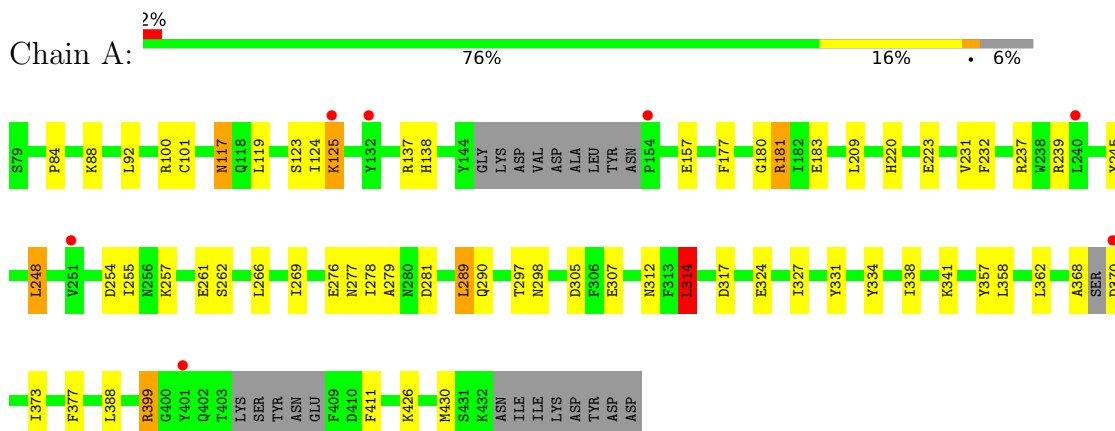 2%
Chain A:
76% 16% • 6%
S79 P84 K88 L92 R100 C101 N117 Q118 L119 S123 I124 K125 Y132 R137 H138 Y144 GLY LYS ASP VAL ASP ALA LEU TYR ASN P154 E157 F177 G180 R181 I182 E183 L209 H220 E223 V231 F232 R237 W238 R239 L240
L248 V251 D254 I255 N256 K257 E261 S262 L266 I269 E276 N277 I278 A279 N280 D281 L289 Q290 T297 N298 D305 F306 E307 N312 F313 L314 D317 E324 I327 Y331 Y334 I338 K341 Y357 L358 L362 A368 SER
I373 F377 L388 R399 G400 Y401 Q402 T403 LYS SER TYR ASN GLU F409 D410 F411 K426 M430 S431 K432 ASN ILE ILE LYS ASP TYR ASP ASP